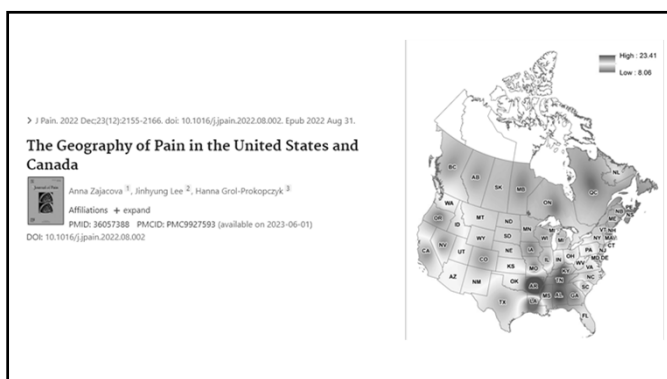 J Pain. 2022 Dec;23(12):2155-2166. doi: 10.1016/j.jpain.2022.08.002. Epub 2022 Aug 31.
The Geography of Pain in the United States and
Canada
Anna Zajacova 1, Jinhyung Lee 2, Hanna Grol-Prokopczyk 3
Affiliations + expand
PMID: 36057388 PMCID: PMC9927593 (available on 2023-06-01)
DOI: 10.1016/j.jpain.2022.08.002
High : 23.41
Low : 8.06
NL
BC
AB
SK
MB
ON
QC
NB
ME
WA
MT
ND
MN
OR
ID
WY
SD
WI
MI
MI
NY
VT
NH
MA
CT
NV
UT
CO
NE
IA
IL
IN
OH
PA
NJ
MD
DE
WV
VA
CA
KS
MO
KY
NC
AZ
NM
OK
AR
TN
SC
TX
LA
MS
AL
GA
FL